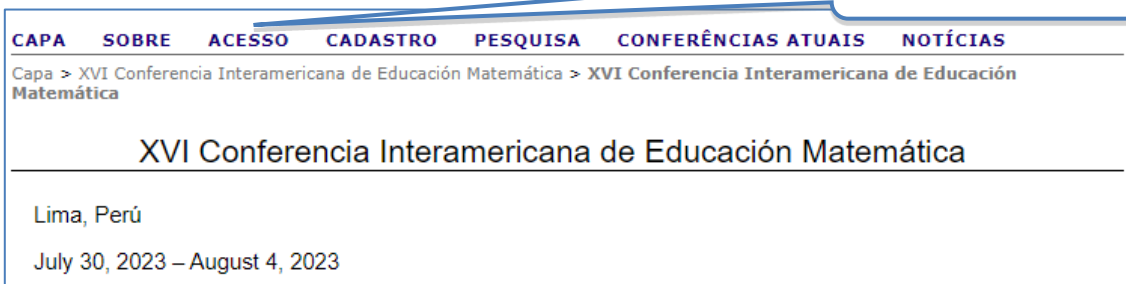 CAPA SOBRE ACESSO CADASTRO PESQUISA CONFERÊNCIAS ATUAIS NOTÍCIAS
Capa > XVI Conferencia Interamericana de Educación Matemática > XVI Conferencia Interamericana de Educación
Matemática
XVI Conferencia Interamericana de Educación Matemática
Lima, Perú
July 30, 2023 – August 4, 2023